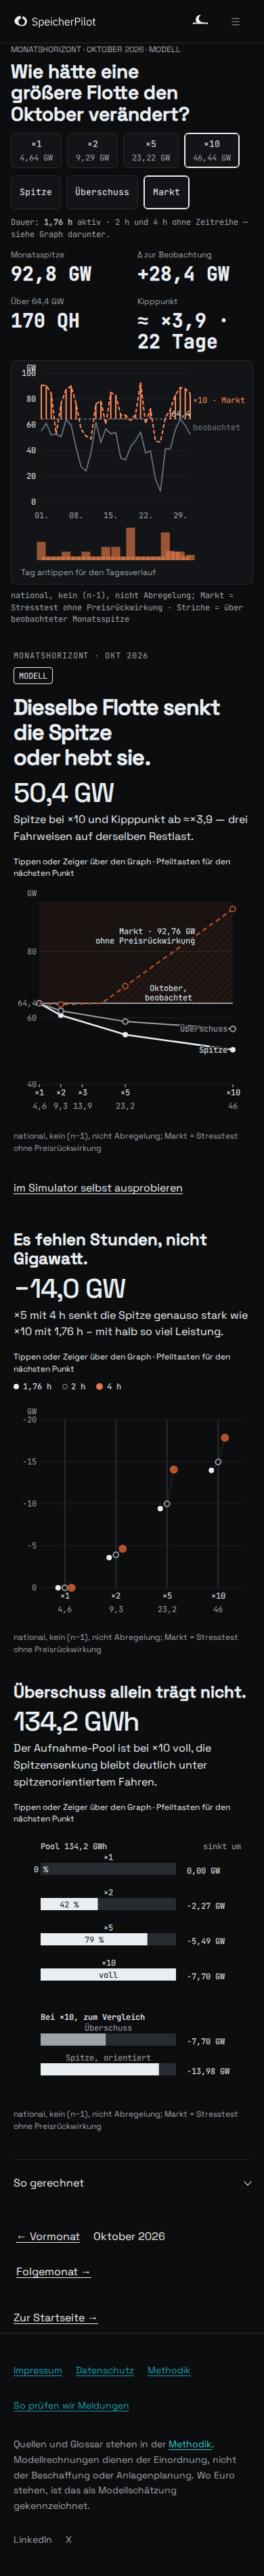 SpeicherPilot
MONATSHORIZONT · OKTOBER 2026 · MODELL
Wie hätte eine
größere Flotte den
Oktober verändert?
×1 ×2 ×5 ×10
4,64 GW 9,29 GW 23,22 GW 46,44 GW
Spitze Überschuss Markt
Dauer: 1,76 h aktiv · 2 h und 4 h ohne Zeitreihe —
siehe Graph darunter.
Monatsspitze Δ zur Beobachtung
92,8 GW +28,4 GW
Über 64,4 GW Kipppunkt
170 QH ≈ ×3,9 ·
22 Tage
GW
100
80
×10 · Markt
64,4
60
beobachtet
40
20
0
01. 08. 15. 22. 29.
Tag antippen für den Tagesverlauf
national, kein (n-1), nicht Abregelung; Markt =
Stresstest ohne Preisrückwirkung · Striche = über
beobachteter Monatsspitze
MONATSHORIZONT · OKT 2026
MODELL
Dieselbe Flotte senkt
die Spitze
oder hebt sie.
50,4 GW
Spitze bei ×10 und Kipppunkt ab ≈×3,9 — drei
Fahrweisen auf derselben Restlast.
Tippen oder Zeiger über den Graph · Pfeiltasten für den
nächsten Punkt
GW
Markt · 92,76 GW
ohne Preisrückwirkung
80
Oktober,
beobachtet
64,4
60
Überschuss
Spitze
40
×1 ×2 ×3 ×5 ×10
4,6 9,3 13,9 23,2 46
national, kein (n−1), nicht Abregelung; Markt = Stresstest
ohne Preisrückwirkung
im Simulator selbst ausprobieren
Es fehlen Stunden, nicht
Gigawatt.
−14,0 GW
×5 mit 4 h senkt die Spitze genauso stark wie
×10 mit 1,76 h – mit halb so viel Leistung.
Tippen oder Zeiger über den Graph · Pfeiltasten für den
nächsten Punkt
1,76 h 2 h 4 h
GW
-20
-15
-10
-5
0
×1 ×2 ×5 ×10
4,6 9,3 23,2 46
national, kein (n−1), nicht Abregelung; Markt = Stresstest
ohne Preisrückwirkung
Überschuss allein trägt nicht.
134,2 GWh
Der Aufnahme-Pool ist bei ×10 voll, die
Spitzensenkung bleibt deutlich unter
spitzenorientiertem Fahren.
Tippen oder Zeiger über den Graph · Pfeiltasten für den
nächsten Punkt
Pool 134,2 GWh sinkt um
×1
0 % 0,00 GW
×2
42 % -2,27 GW
×5
79 % -5,49 GW
×10
voll -7,70 GW
Bei ×10, zum Vergleich
Überschuss
-7,70 GW
Spitze, orientiert
-13,98 GW
national, kein (n−1), nicht Abregelung; Markt = Stresstest
ohne Preisrückwirkung
So gerechnet
← Vormonat Oktober 2026
Folgemonat →
Zur Startseite →
Impressum Datenschutz Methodik
So prüfen wir Meldungen
Quellen und Glossar stehen in der Methodik.
Modellrechnungen dienen der Einordnung, nicht
der Beschaffung oder Anlagenplanung. Wo Euro
stehen, ist das als Modellschätzung
gekennzeichnet.
LinkedIn X